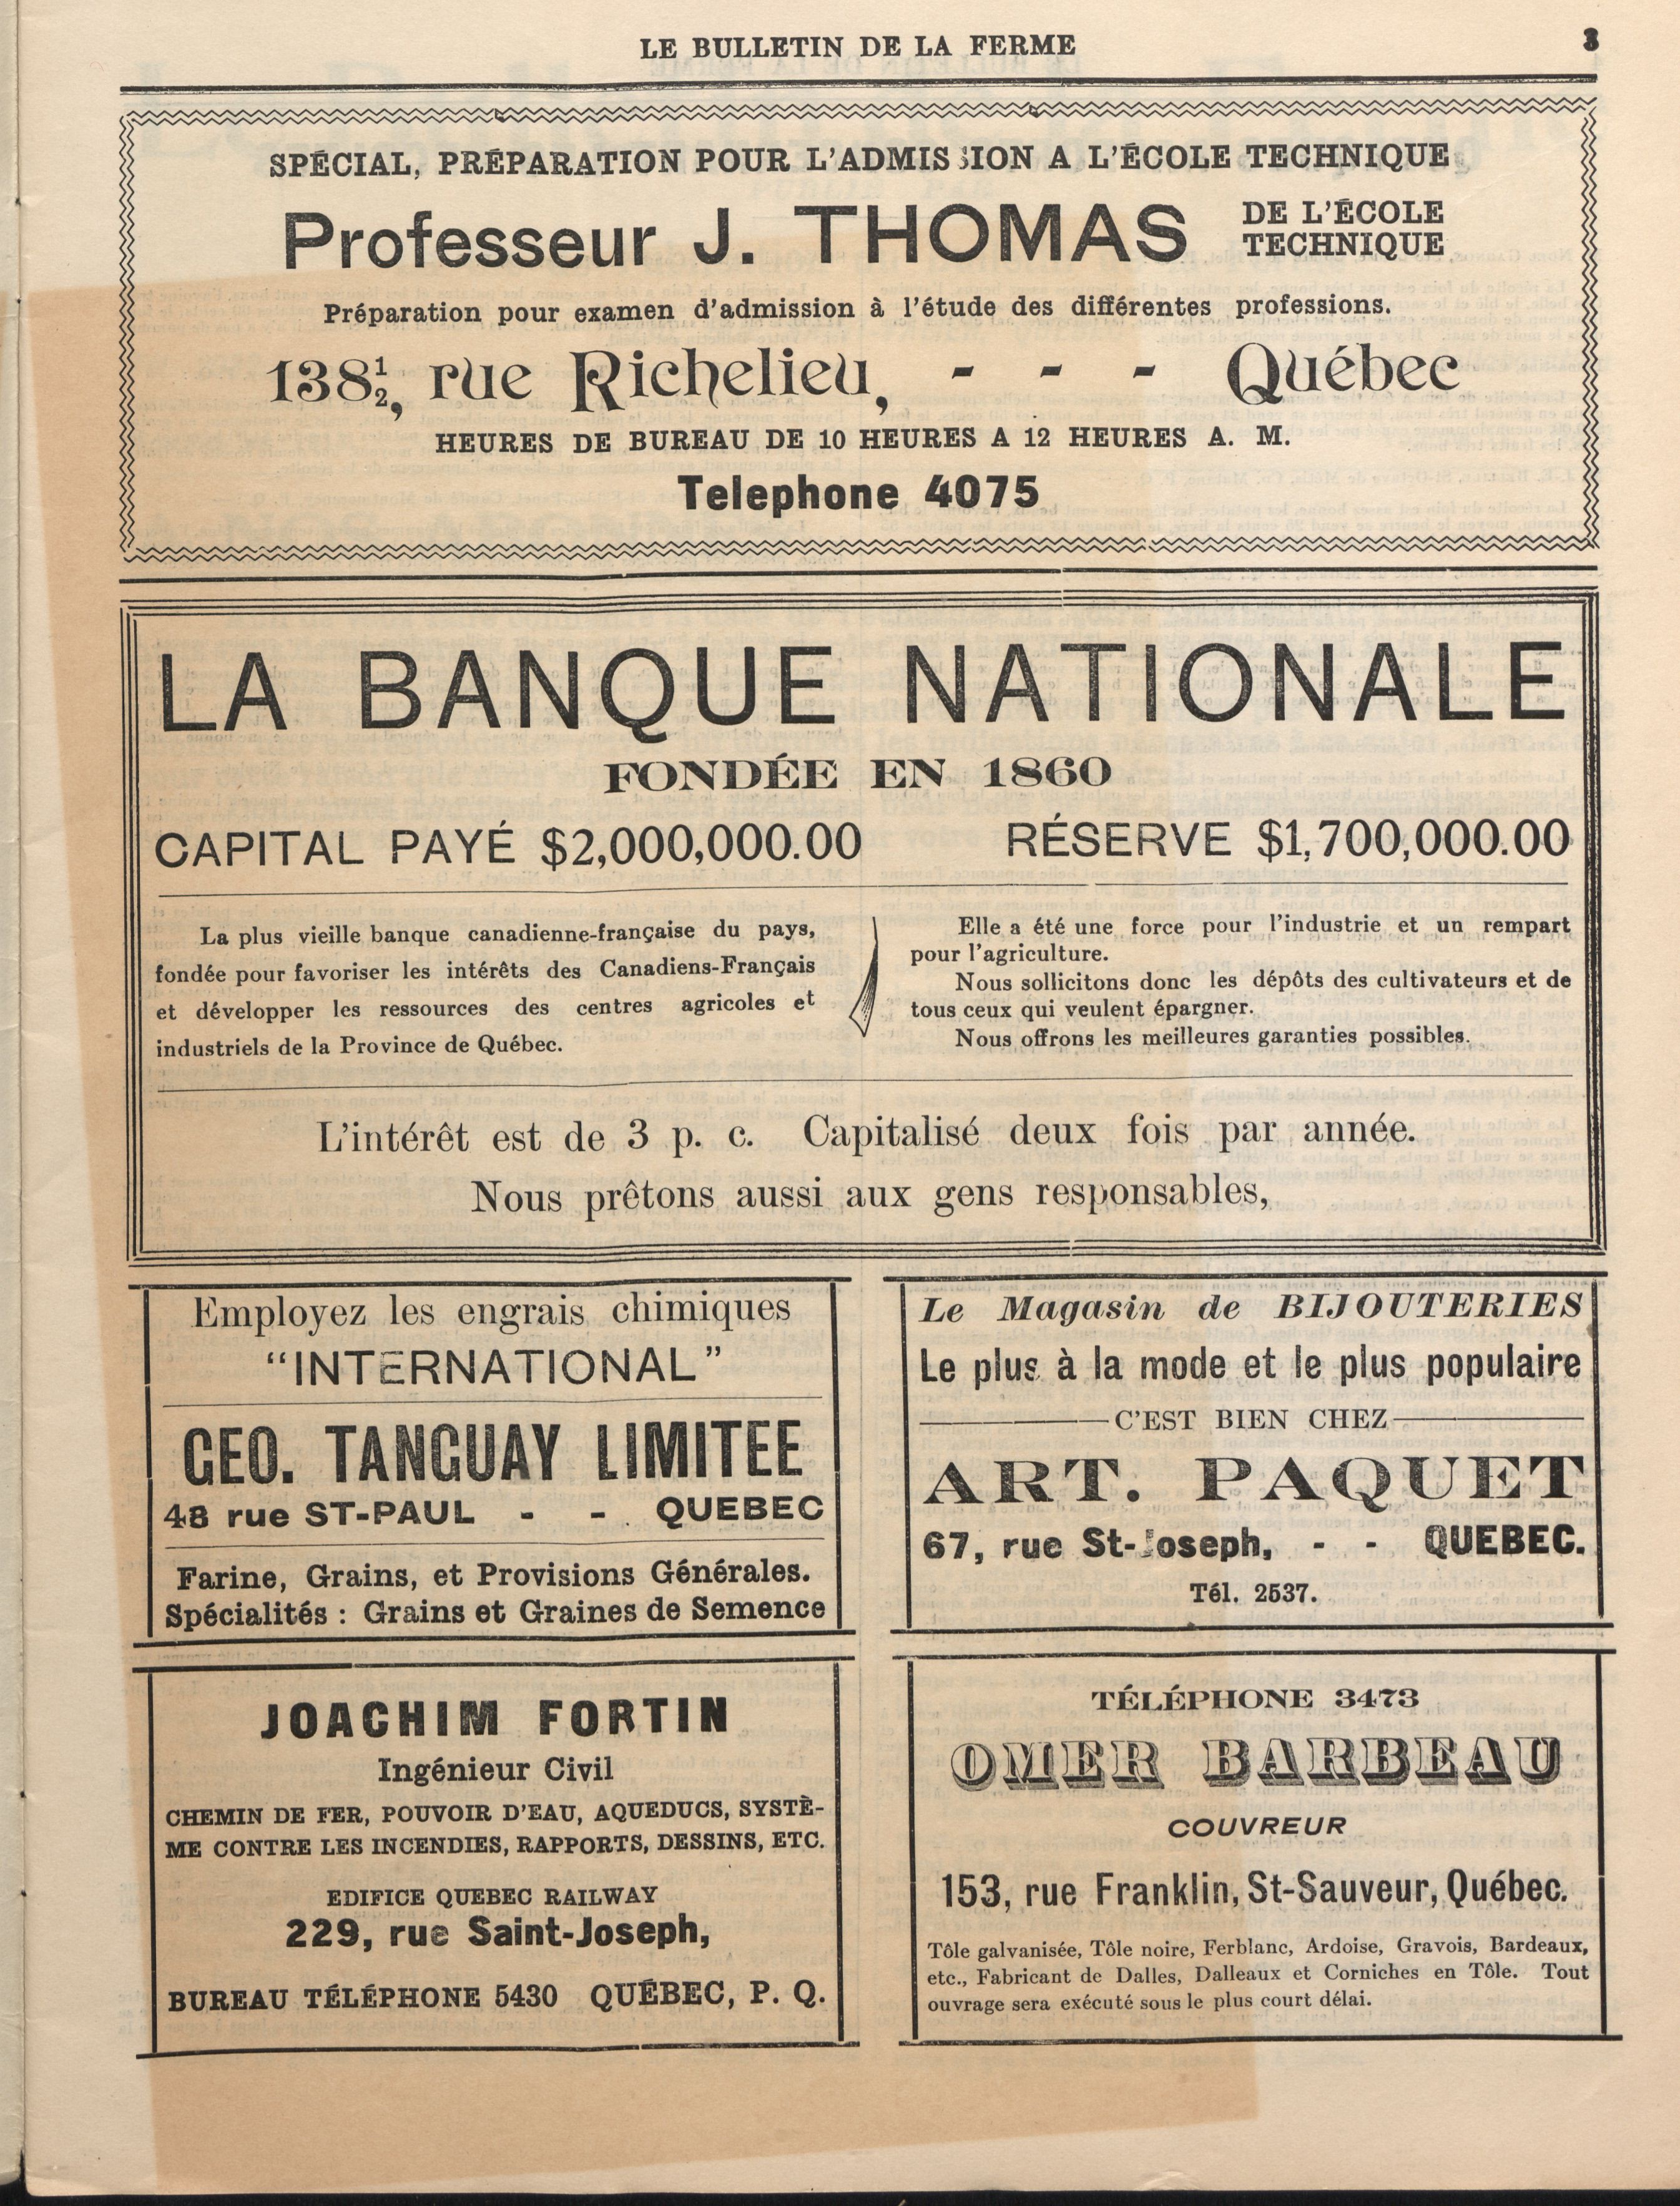 LE BULLETIN DE LA FERME 3
SPÉCIAL, PRÉPARATION POUR L'ADMISSION A L'ÉCOLE TECHNIQUE
Professeur J. THOMAS DE L'ÉCOLE
TECHNIQUE
Préparation pour examen d'admission à l'étude des différentes professions.
138½, rue Richelieu, - - - Québec
HEURES DE BUREAU DE 10 HEURES A 12 HEURES A. M.
Telephone 4075
LA BANQUE NATIONALE
FONDÉE EN 1860
CAPITAL PAYÉ $2,000,000.00 RÉSERVE $1,700,000.00
La plus vieille banque canadienne-française du pays,
fondée pour favoriser les intérêts des Canadiens-Français
et développer les ressources des centres agricoles et
industriels de la Province de Québec.
Elle a été une force pour l'industrie et un rempart
pour l'agriculture.
Nous sollicitons donc les dépôts des cultivateurs et de
tous ceux qui veulent épargner.
Nous offrons les meilleures garanties possibles.
L'intérêt est de 3 p. c. Capitalisé deux fois par année.
Nous prêtons aussi aux gens responsables,
Employez les engrais chimiques
“INTERNATIONAL”
GEO. TANGUAY LIMITEE
48 rue ST-PAUL - - QUEBEC
Farine, Grains, et Provisions Générales.
Spécialités : Grains et Graines de Semence
Le Magasin de BIJOUTERIES
Le plus à la mode et le plus populaire
C'EST BIEN CHEZ
ART. PAQUET
67, rue St-Joseph, - - QUEBEC.
Tél. 2537.
JOACHIM FORTIN
Ingénieur Civil
CHEMIN DE FER, POUVOIR D'EAU, AQUEDUCS, SYSTÈ-
ME CONTRE LES INCENDIES, RAPPORTS, DESSINS, ETC.
EDIFICE QUEBEC RAILWAY
229, rue Saint-Joseph,
BUREAU TÉLÉPHONE 5430 QUÉBEC, P. Q.
TÉLÉPHONE 3473
OMER BARBEAU
COUVREUR
153, rue Franklin, St-Sauveur, Québec.
Tôle galvanisée, Tôle noire, Ferblanc, Ardoise, Gravois, Bardeaux,
etc., Fabricant de Dalles, Dalleaux et Corniches en Tôle. Tout
ouvrage sera exécuté sous le plus court délai.